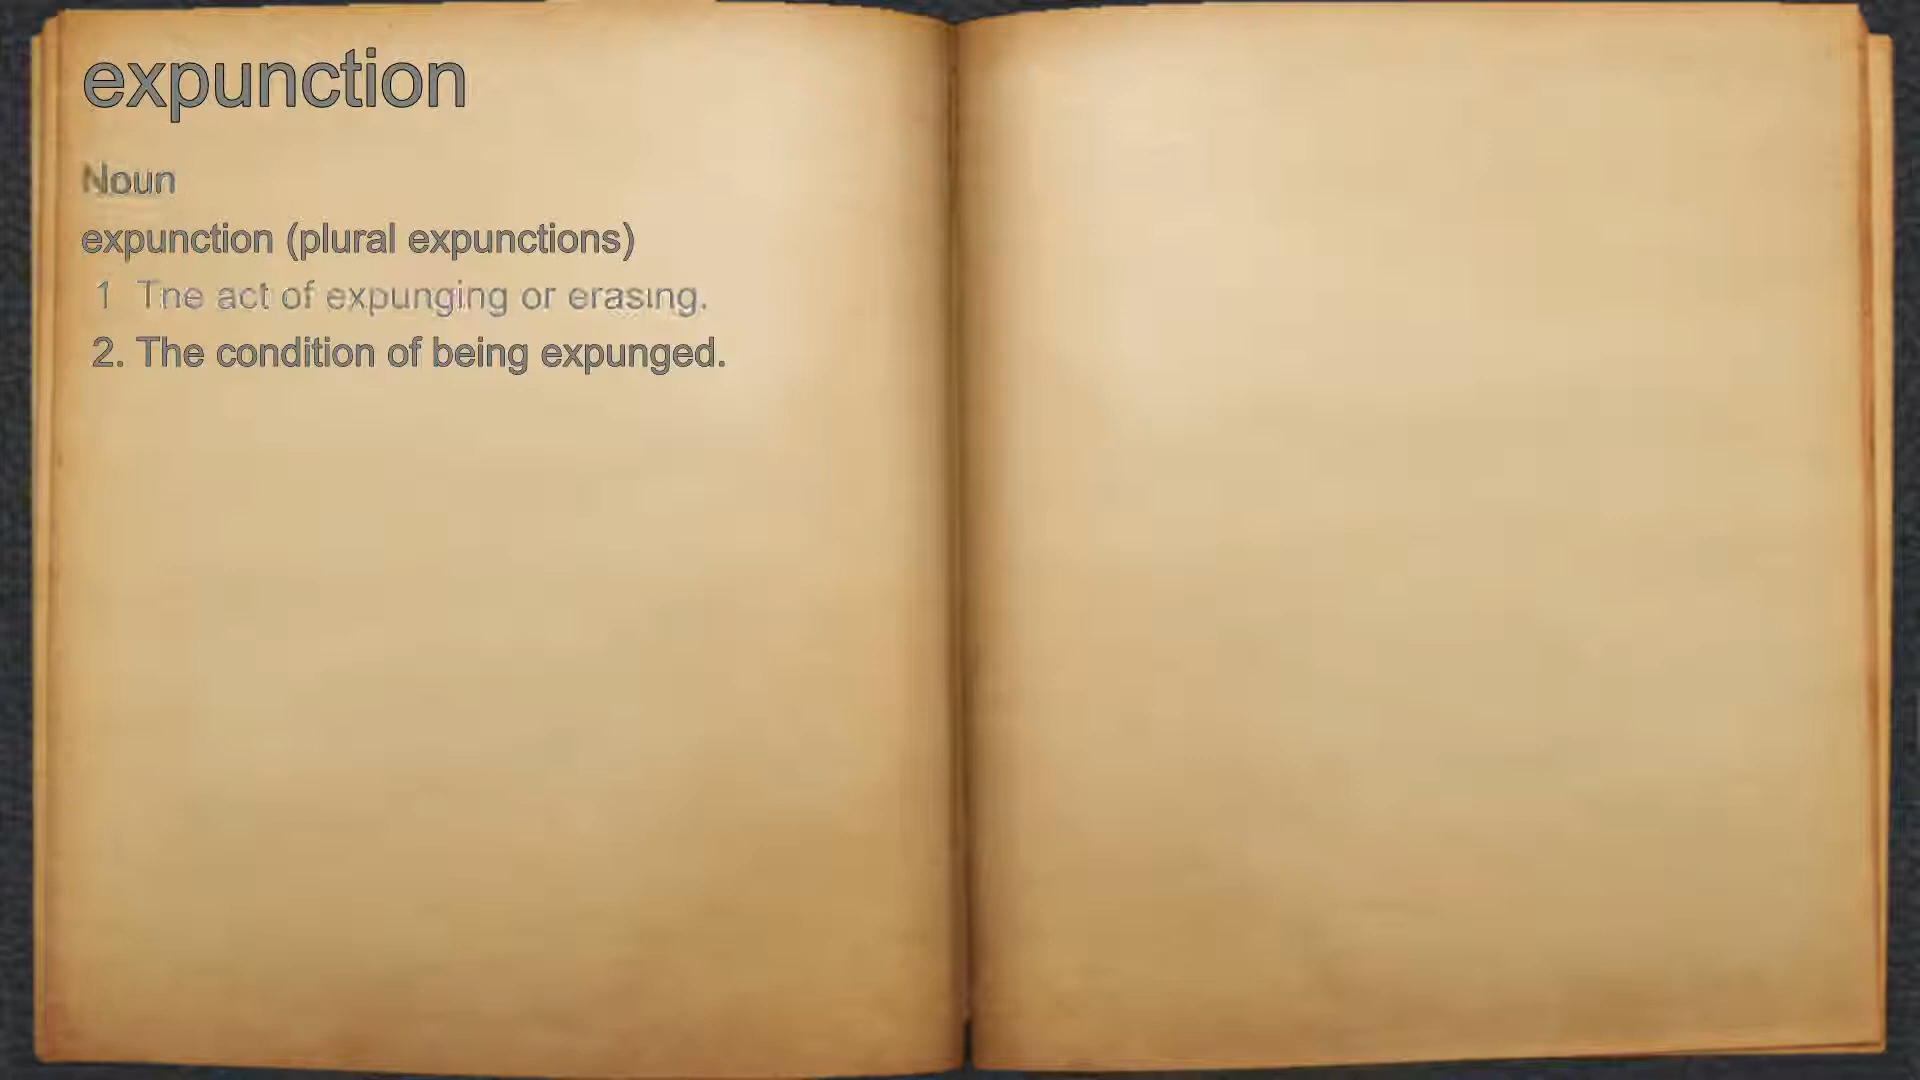 expunction
Noun
expunction (plural expunctions)
1 The act of expunging or erasing.
2. The condition of being expunged.